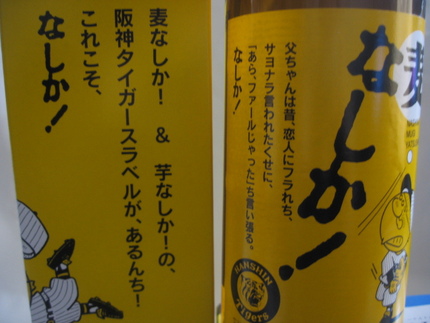 麦なしか! & 芋なしか!の、
阪神タイガースラベルが、あるんち!
これこそ、
なしか!
麦
なしか!
父ちゃんは昔、恋人にフラれち、
サヨナラ言われたくせに、
「あら、ファールじゃった」ち言い張る。
なしか!
HANSHIN
Tigers